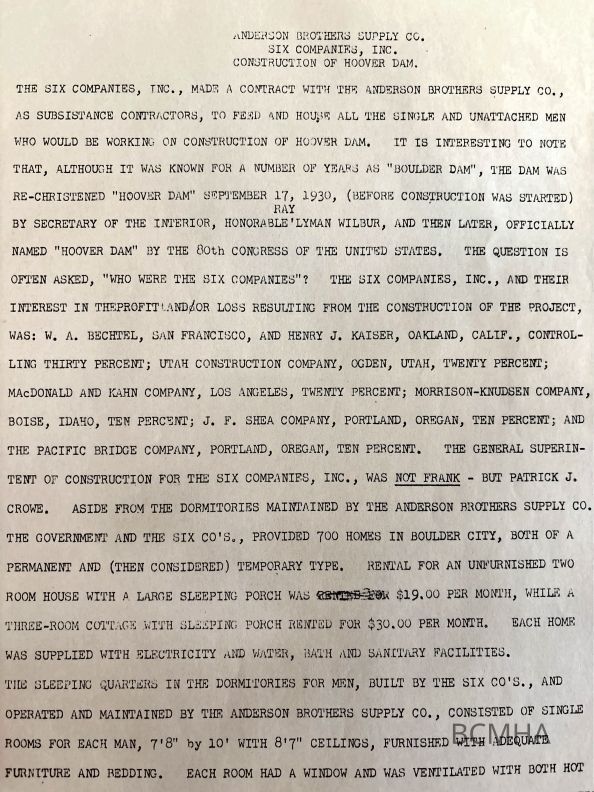 ANDERSON BROTHERS SUPPLY CO.
SIX COMPANIES, INC.
CONSTRUCTION OF HOOVER DAM.
THE SIX COMPANIES, INC., MADE A CONTRACT WITH THE ANDERSON BROTHERS SUPPLY CO.,
AS SUBSISTANCE CONTRACTORS, TO FEED AND HOUSE ALL THE SINGLE AND UNATTACHED MEN
WHO WOULD BE WORKING ON CONSTRUCTION OF HOOVER DAM. IT IS INTERESTING TO NOTE
THAT, ALTHOUGH IT WAS KNOWN FOR A NUMBER OF YEARS AS "BOULDER DAM", THE DAM WAS
RE-CHRISTENED "HOOVER DAM" SEPTEMBER 17, 1930, (BEFORE CONSTRUCTION WAS STARTED)
RAY
BY SECRETARY OF THE INTERIOR, HONORABLE'LYMAN WILBUR, AND THEN LATER, OFFICIALLY
NAMED "HOOVER DAM" BY THE 80th CONGRESS OF THE UNITED STATES. THE QUESTION IS
OFTEN ASKED, "WHO WERE THE SIX COMPANIES"? THE SIX COMPANIES, INC., AND THEIR
INTEREST IN THEPROFIT AND/OR LOSS RESULTING FROM THE CONSTRUCTION OF THE PROJECT,
WAS: W. A. BECHTEL, SAN FRANCISCO, AND HENRY J. KAISER, OAKLAND, CALIF., CONTROL-
LING THIRTY PERCENT; UTAH CONSTRUCTION COMPANY, OGDEN, UTAH, TWENTY PERCENT;
MAcDONALD AND KAHN COMPANY, LOS ANGELES, TWENTY PERCENT; MORRISON-KNUDSEN COMPANY,
BOISE, IDAHO, TEN PERCENT; J. F. SHEA COMPANY, PORTLAND, OREGAN, TEN PERCENT; AND
THE PACIFIC BRIDGE COMPANY, PORTLAND, OREGAN, TEN PERCENT. THE GENERAL SUPERIN-
TENT OF CONSTRUCTION FOR THE SIX COMPANIES, INC., WAS NOT FRANK - BUT PATRICK J.
CROWE. ASIDE FROM THE DORMITORIES MAINTAINED BY THE ANDERSON BROTHERS SUPPLY CO.
THE GOVERNMENT AND THE SIX CO'S., PROVIDED 700 HOMES IN BOULDER CITY, BOTH OF A
PERMANENT AND (THEN CONSIDERED) TEMPORARY TYPE. RENTAL FOR AN UNFURNISHED TWO
ROOM HOUSE WITH A LARGE SLEEPING PORCH WAS RENTED FOR $19.00 PER MONTH, WHILE A
THREE-ROOM COTTAGE WITH SLEEPING PORCH RENTED FOR $30.00 PER MONTH. EACH HOME
WAS SUPPLIED WITH ELECTRICITY AND WATER, BATH AND SANITARY FACILITIES.
THE SLEEPING QUARTERS IN THE DORMITORIES FOR MEN, BUILT BY THE SIX CO'S., AND
OPERATED AND MAINTAINED BY THE ANDERSON BROTHERS SUPPLY CO., CONSISTED OF SINGLE
ROOMS FOR EACH MAN, 7'8" by 10' WITH 8'7" CEILINGS, FURNISHED WITH ADEQUATE
FURNITURE AND BEDDING. EACH ROOM HAD A WINDOW AND WAS VENTILATED WITH BOTH HOT
BCMHA